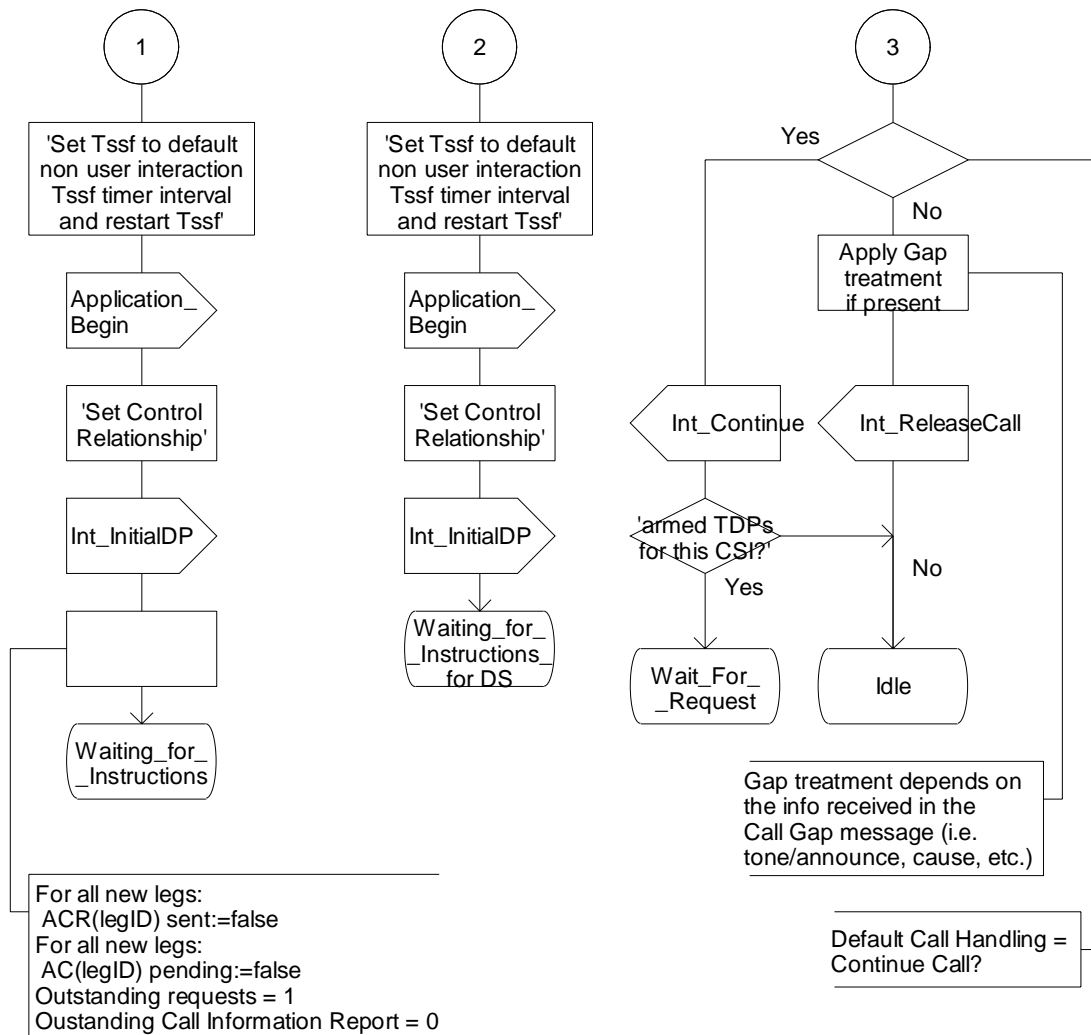 1
'Set Tssf to default
non user interaction
Tssf timer interval
and restart Tssf'
Application_
Begin
'Set Control
Relationship'
Int_InitialDP
Waiting_for_
_Instructions
For all new legs:
ACR(legID) sent:=false
For all new legs:
AC(legID) pending:=false
Outstanding requests = 1
Oustanding Call Information Report = 0
2
'Set Tssf to default
non user interaction
Tssf timer interval
and restart Tssf'
Application_
Begin
'Set Control
Relationship'
Int_InitialDP
Waiting_for_
_Instructions_
for DS
3
Yes
No
Apply Gap
treatment
if present
Int_Continue
Int_ReleaseCall
'armed TDPs
for this CSI?'
Yes
No
Wait_For_
_Request
Idle
Gap treatment depends on
the info received in the
Call Gap message (i.e.
tone/announce, cause, etc.)
Default Call Handling =
Continue Call?